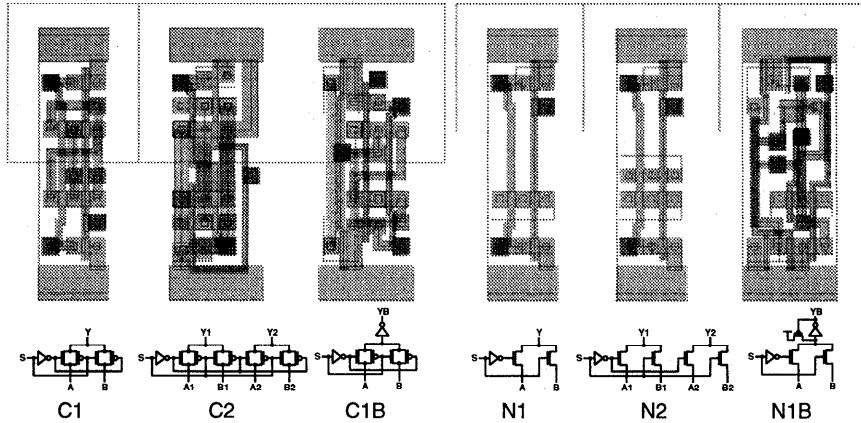 YB
Y Y1 Y2 Y Y1 Y2 YB
S S S S S S
A B A1 B1 A2 B2 A B A B A1 B1 A2 B2 A B
C1 C2 C1B N1 N2 N1B